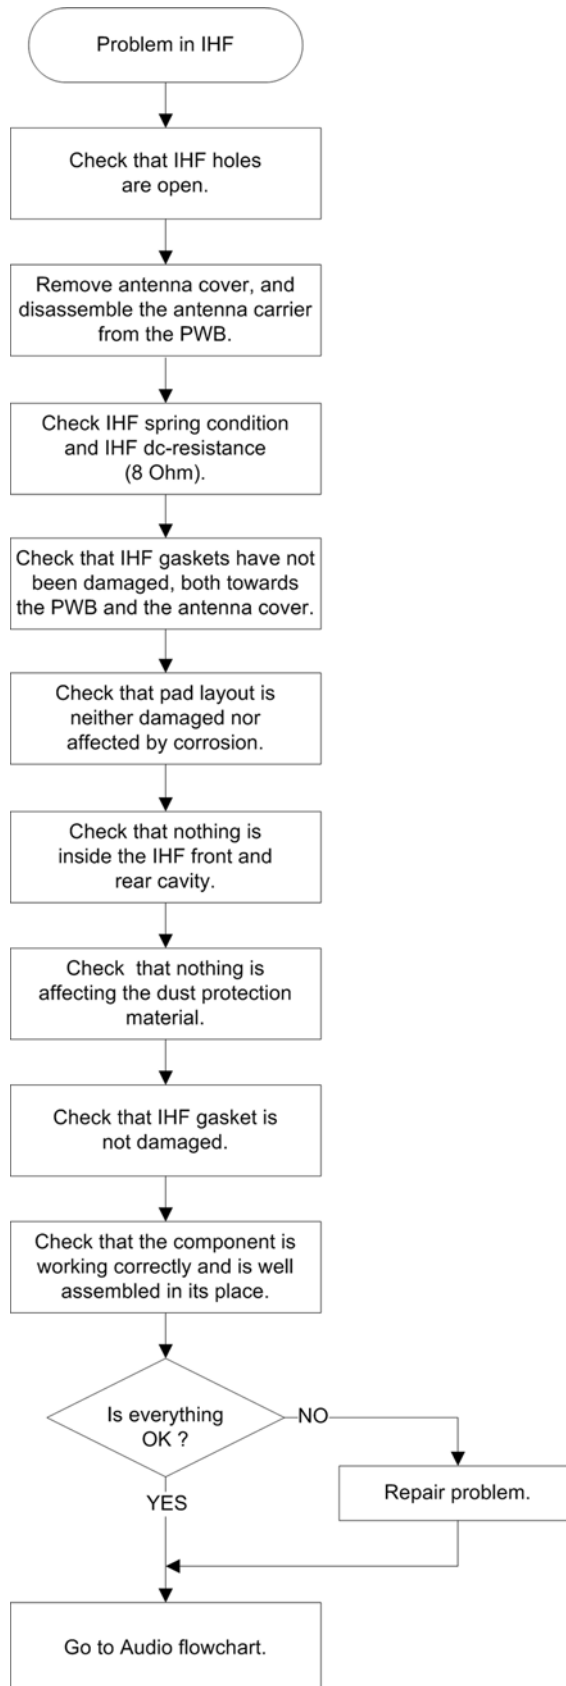 Problem in IHF
Check that IHF holes
are open.
Remove antenna cover, and
disassemble the antenna carrier
from the PWB.
Check IHF spring condition
and IHF dc-resistance
(8 Ohm).
Check that IHF gaskets have not
been damaged, both towards
the PWB and the antenna cover.
Check that pad layout is
neither damaged nor
affected by corrosion.
Check that nothing is
inside the IHF front and
rear cavity.
Check that nothing is
affecting the dust protection
material.
Check that IHF gasket is
not damaged.
Check that the component is
working correctly and is well
assembled in its place.
Is everything
OK ?
NO
Repair problem.
YES
Go to Audio flowchart.